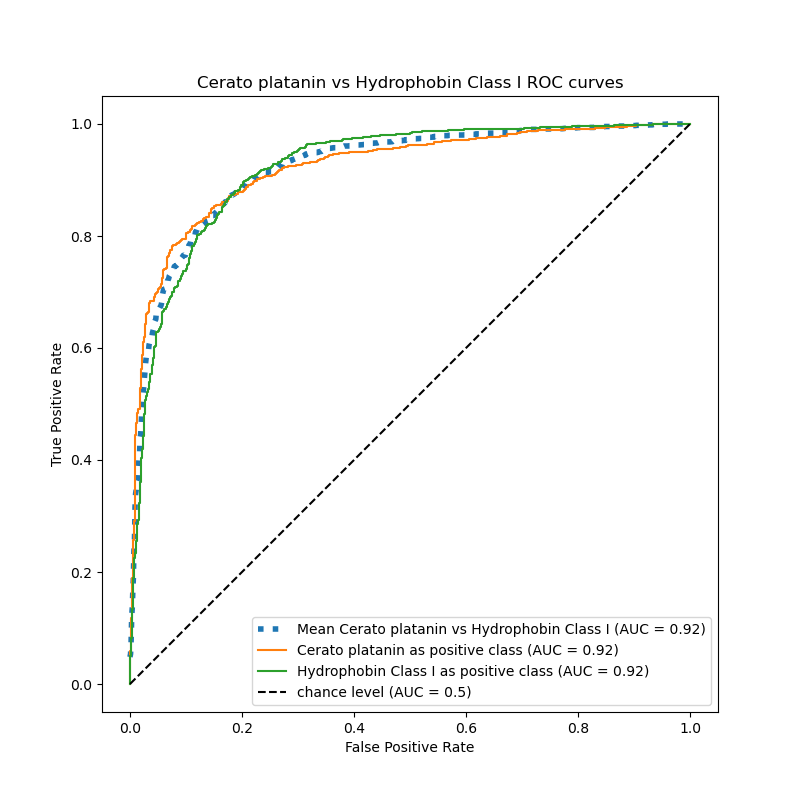 Cerato platanin vs Hydrophobin Class I ROC curves
True Positive Rate
1.0
0.8
0.6
0.4
0.2
0.0
Mean Cerato platanin vs Hydrophobin Class I (AUC = 0.92)
Cerato platanin as positive class (AUC = 0.92)
Hydrophobin Class I as positive class (AUC = 0.92)
chance level (AUC = 0.5)
0.0 0.2 0.4 0.6 0.8 1.0
False Positive Rate